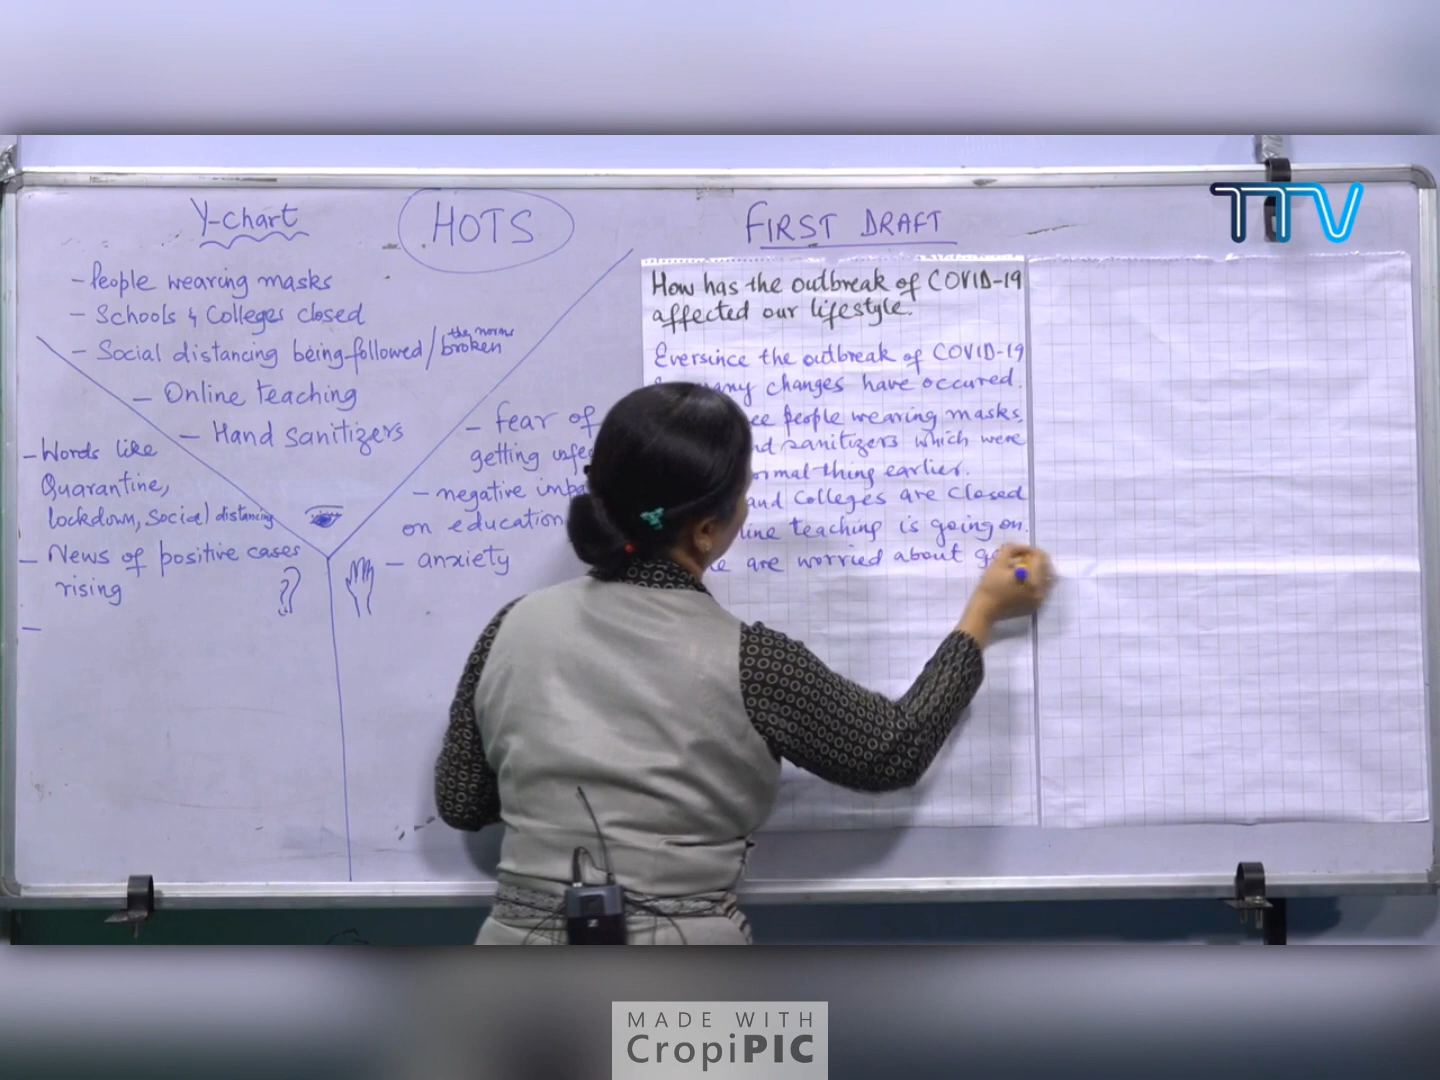 Y-chart
HOTS
FIRST DRAFT
TTV
- People wearing masks
- Schools & Colleges closed
- Social distancing being followed/ the norms broken
- Online teaching
- Hand sanitizers
- Words like
Quarantine,
lockdown, Social distancing
- News of positive cases
rising
-
- fear of
getting
- negative
on education
- anxiety
How has the outbreak of COVID-19
affected our lifestyle.
Eversince the outbreak of COVID-19
many changes have occured.
people wearing masks,
sanitizers which were
thing earlier.
and Colleges are closed
teaching is going on.
are worried about
MADE WITH
CropiPIC